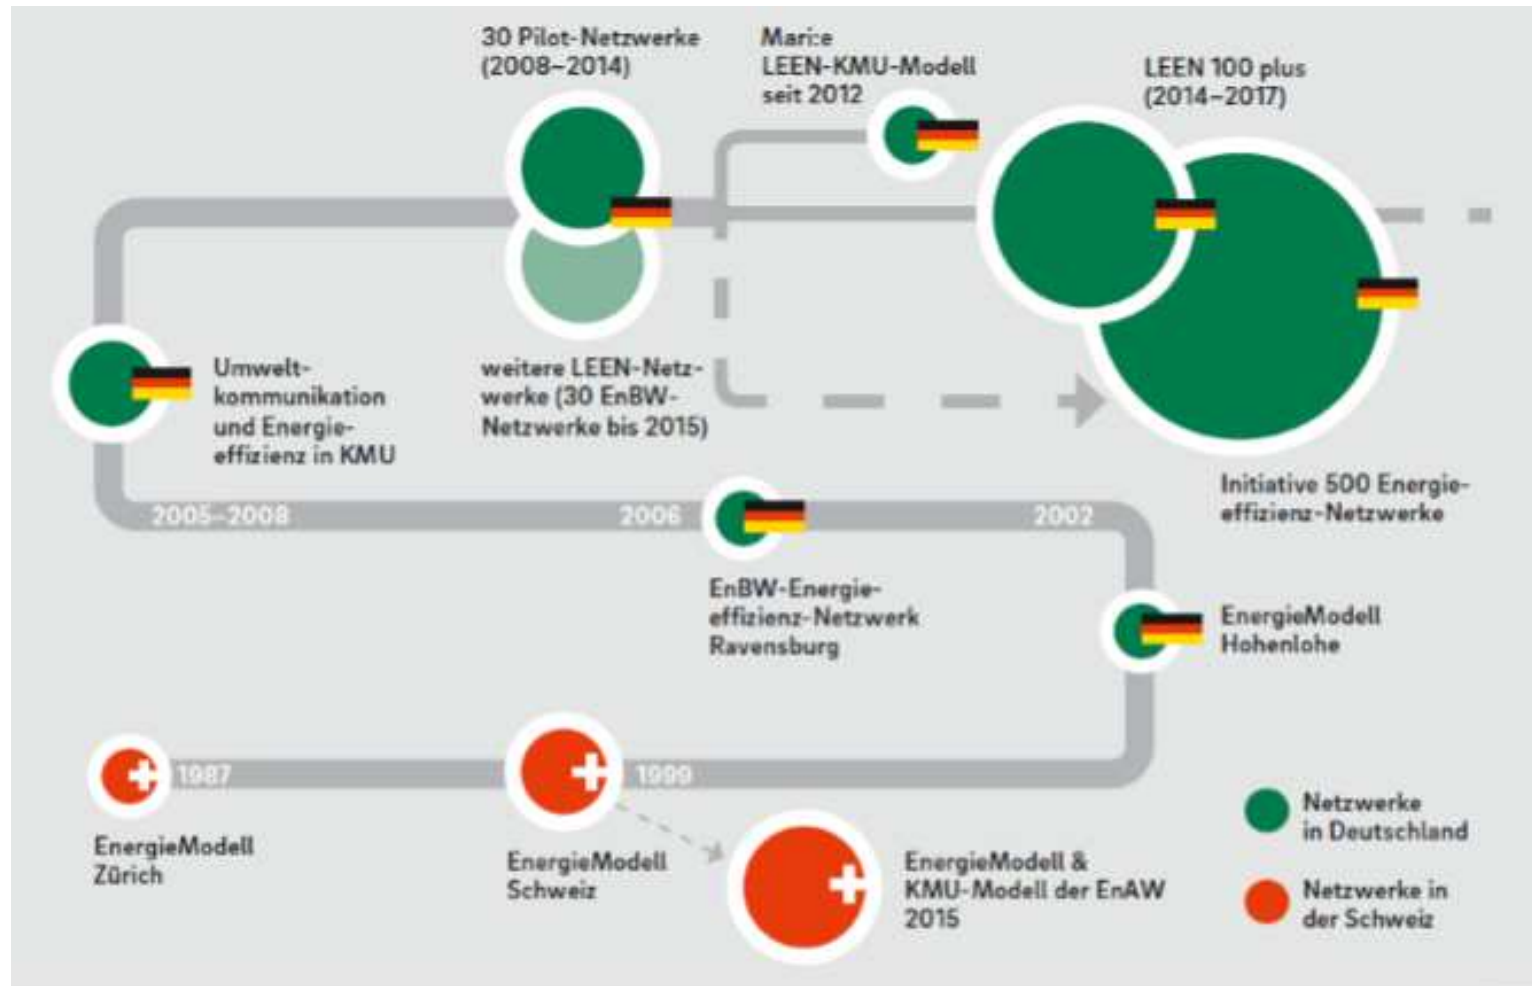 30 Pilot-Netzwerke
(2008–2014)
Mari:e
LEEN-KMU-Modell
seit 2012
LEEN 100 plus
(2014–2017)
Umwelt-
kommunikation
und Energie-
effizienz in KMU
weitere LEEN-Netz-
werke (30 EnBW-
Netzwerke bis 2015)
Initiative 500 Energie-
effizienz-Netzwerke
2005–2008
2006
2002
EnBW-Energie-
effizienz-Netzwerk
Ravensburg
EnergieModell
Hohenlohe
1987
1999
EnergieModell
Zürich
EnergieModell
Schweiz
EnergieModell &
KMU-Modell der EnAW
2015
Netzwerke
in Deutschland
Netzwerke in
der Schweiz